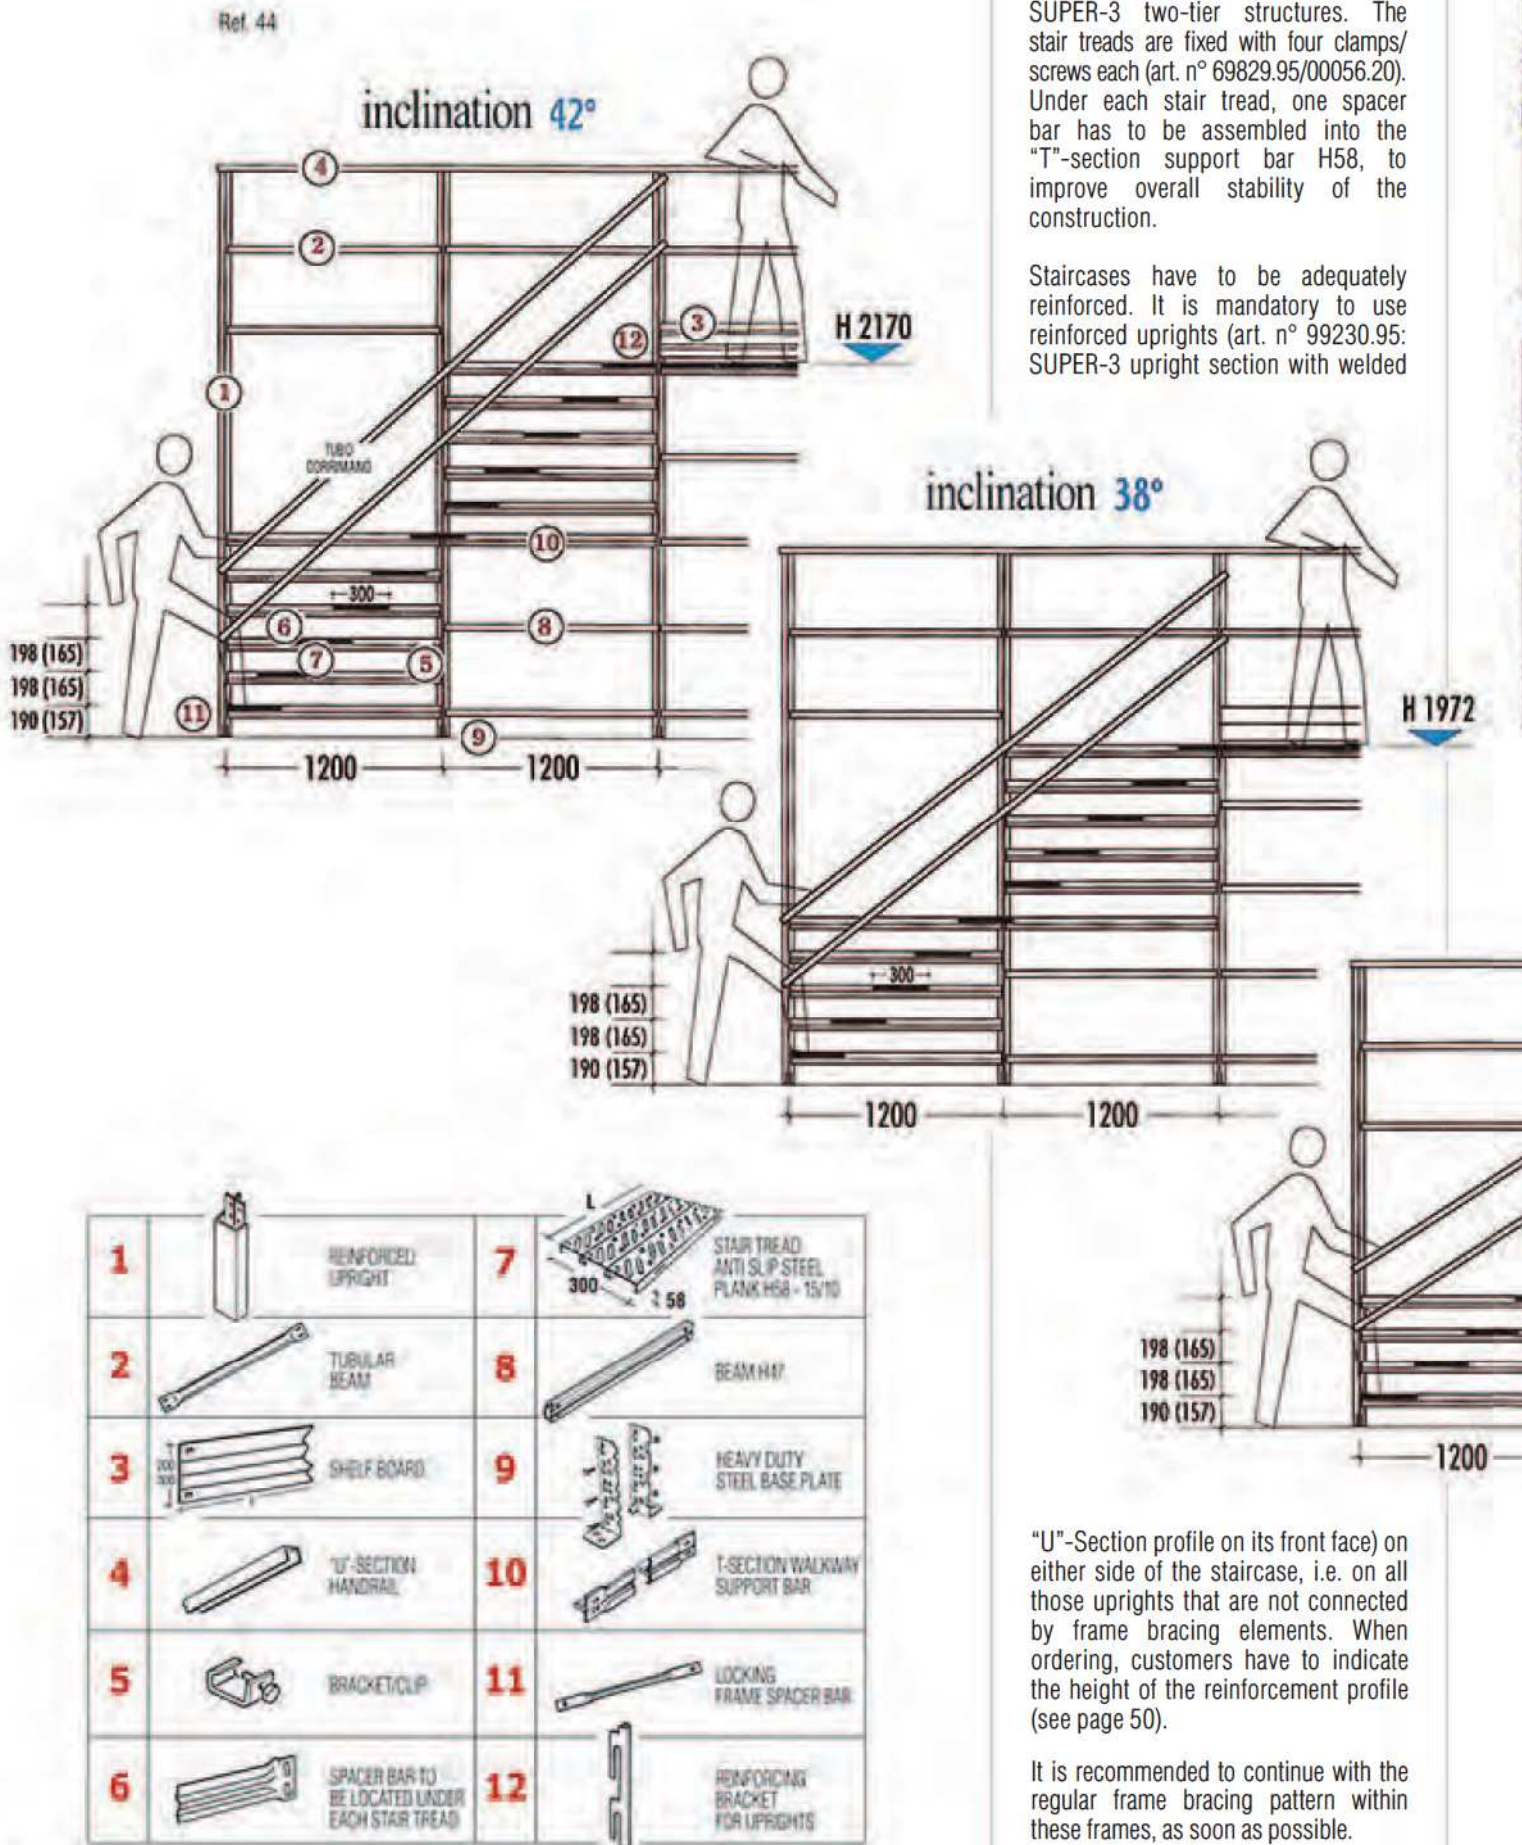 Ref. 44
SUPER-3 two-tier structures. The
stair treads are fixed with four clamps/
screws each (art. n° 69829.95/00056.20).
Under each stair tread, one spacer
bar has to be assembled into the
“T”-section support bar H58, to
improve overall stability of the
construction.
Staircases have to be adequately
reinforced. It is mandatory to use
reinforced uprights (art. n° 99230.95:
SUPER-3 upright section with welded
inclination 42°
4
2
12
3
H 2170
1
TUBO
CORRIMANO
10
300
6
8
7
5
11
9
198 (165)
198 (165)
190 (157)
1200
1200
inclination 38°
H 1972
300
198 (165)
198 (165)
190 (157)
1200
1200
198 (165)
198 (165)
190 (157)
1200
1
REINFORCED
UPRIGHT
7
L
300
58
STAIR TREAD
ANTI SLIP STEEL
PLANK H58 - 15/10
2
TUBULAR
BEAM
8
BEAM H47
3
200
300
SHELF BOARD
9
HEAVY DUTY
STEEL BASE PLATE
4
"U"-SECTION
HANDRAIL
10
T-SECTION WALKWAY
SUPPORT BAR
5
BRACKET/CLIP
11
LOCKING
FRAME SPACER BAR
6
SPACER BAR TO
BE LOCATED UNDER
EACH STAIR TREAD
12
REINFORCING
BRACKET
FOR UPRIGHTS
“U”-Section profile on its front face) on
either side of the staircase, i.e. on all
those uprights that are not connected
by frame bracing elements. When
ordering, customers have to indicate
the height of the reinforcement profile
(see page 50).
It is recommended to continue with the
regular frame bracing pattern within
these frames, as soon as possible.